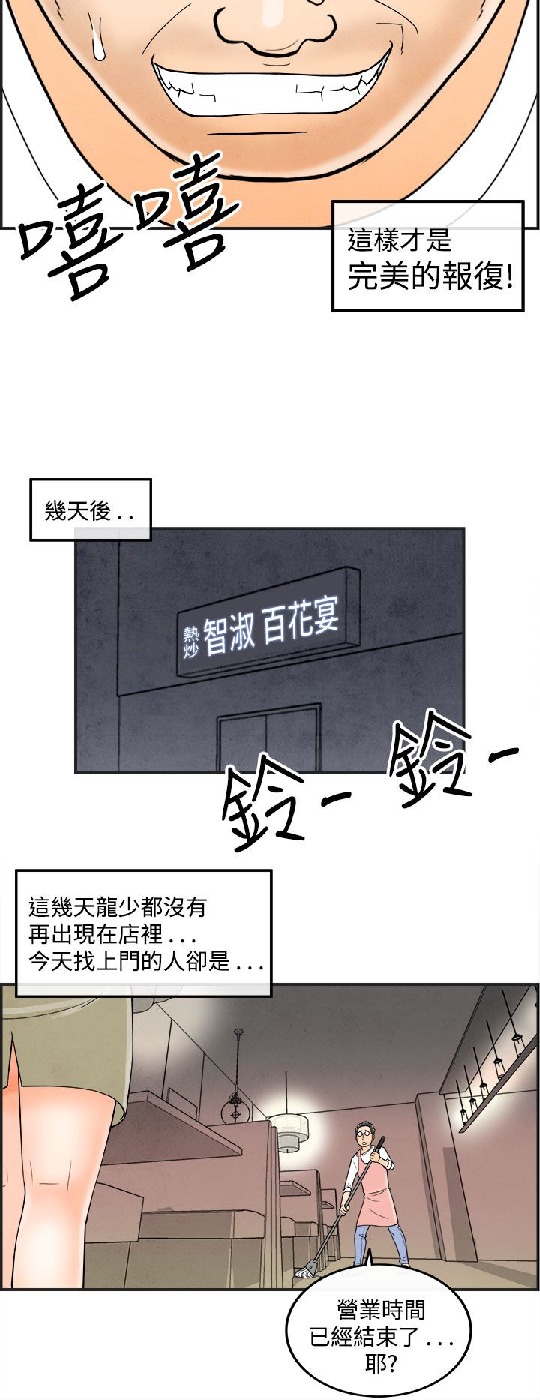 嘻嘻
這樣才是
完美的報復!
幾天後..
熱炒 智淑 百花宴
鈴-鈴-
這幾天龍少都沒有
再出現在店裡...
今天找上門的人卻是...
營業時間
已經結束了...
耶?